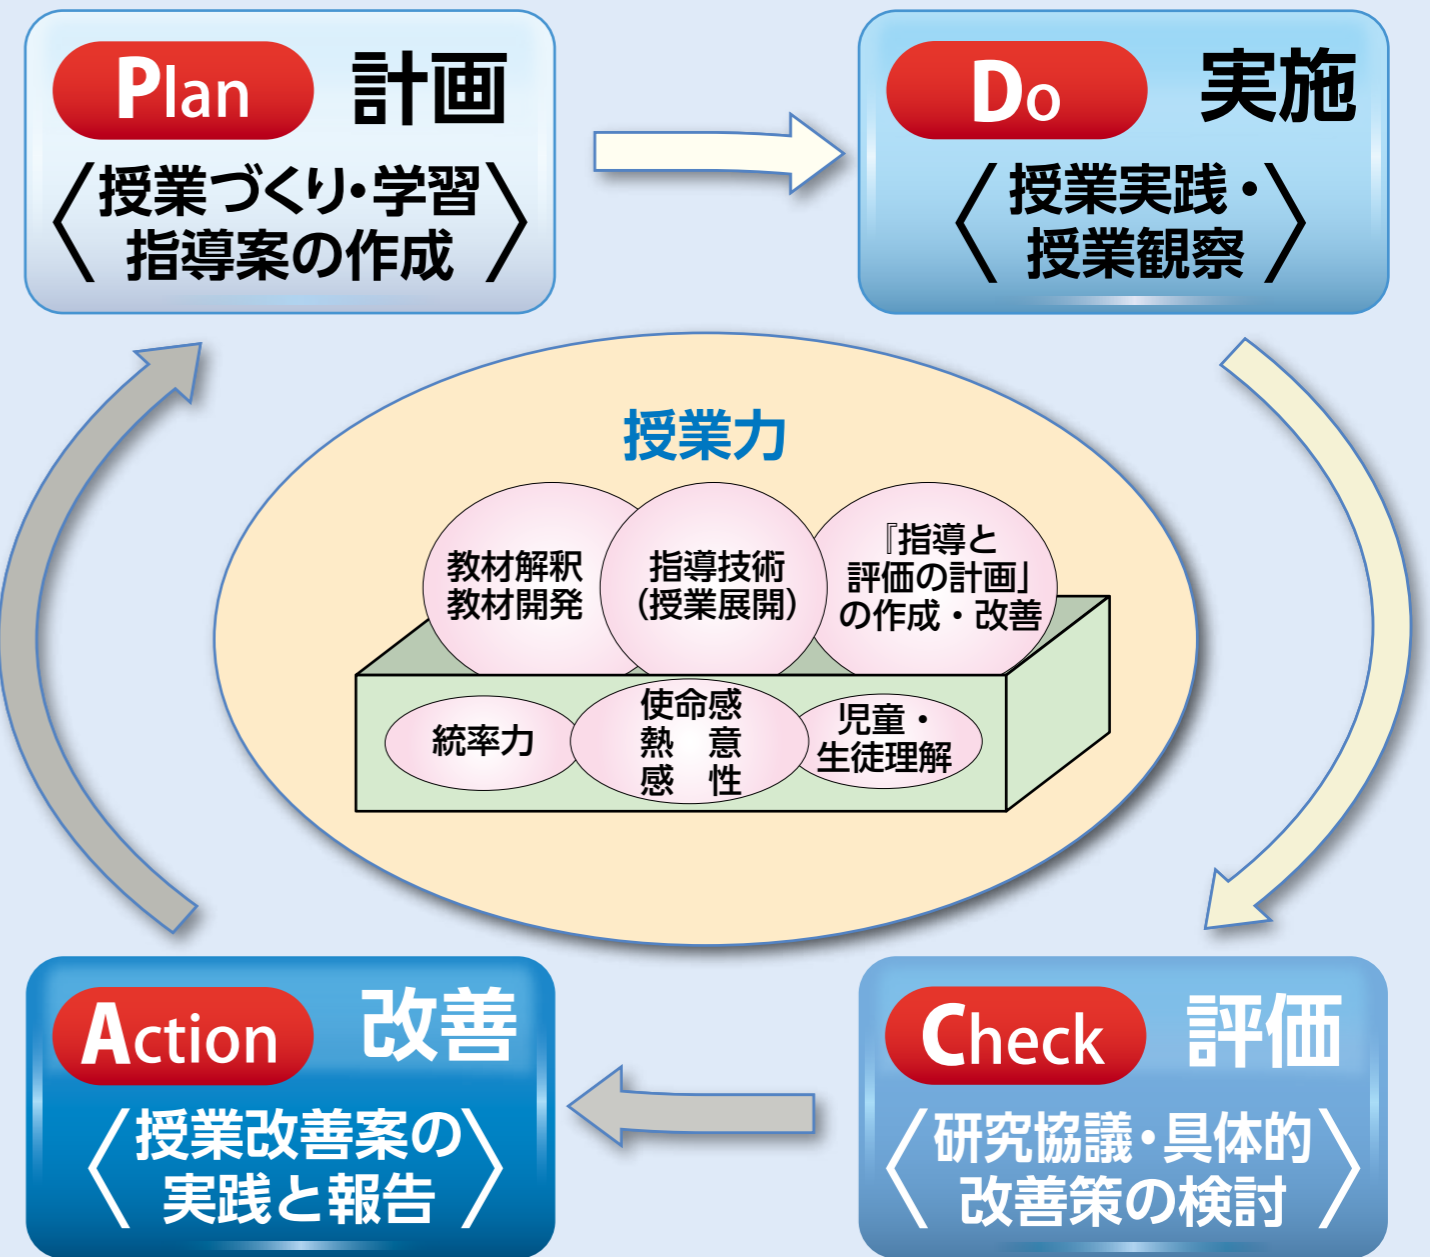 Plan 計画
〈授業づくり・学習
指導案の作成〉
Do 実施
〈授業実践・
授業観察〉
授業力
教材解釈
教材開発
指導技術
（授業展開）
『指導と
評価の計画」
の作成・改善
統率力
使命感
熱　意
感　性
児童・
生徒理解
Action 改善
〈授業改善案の
実践と報告〉
Check 評価
〈研究協議・具体的
改善策の検討〉